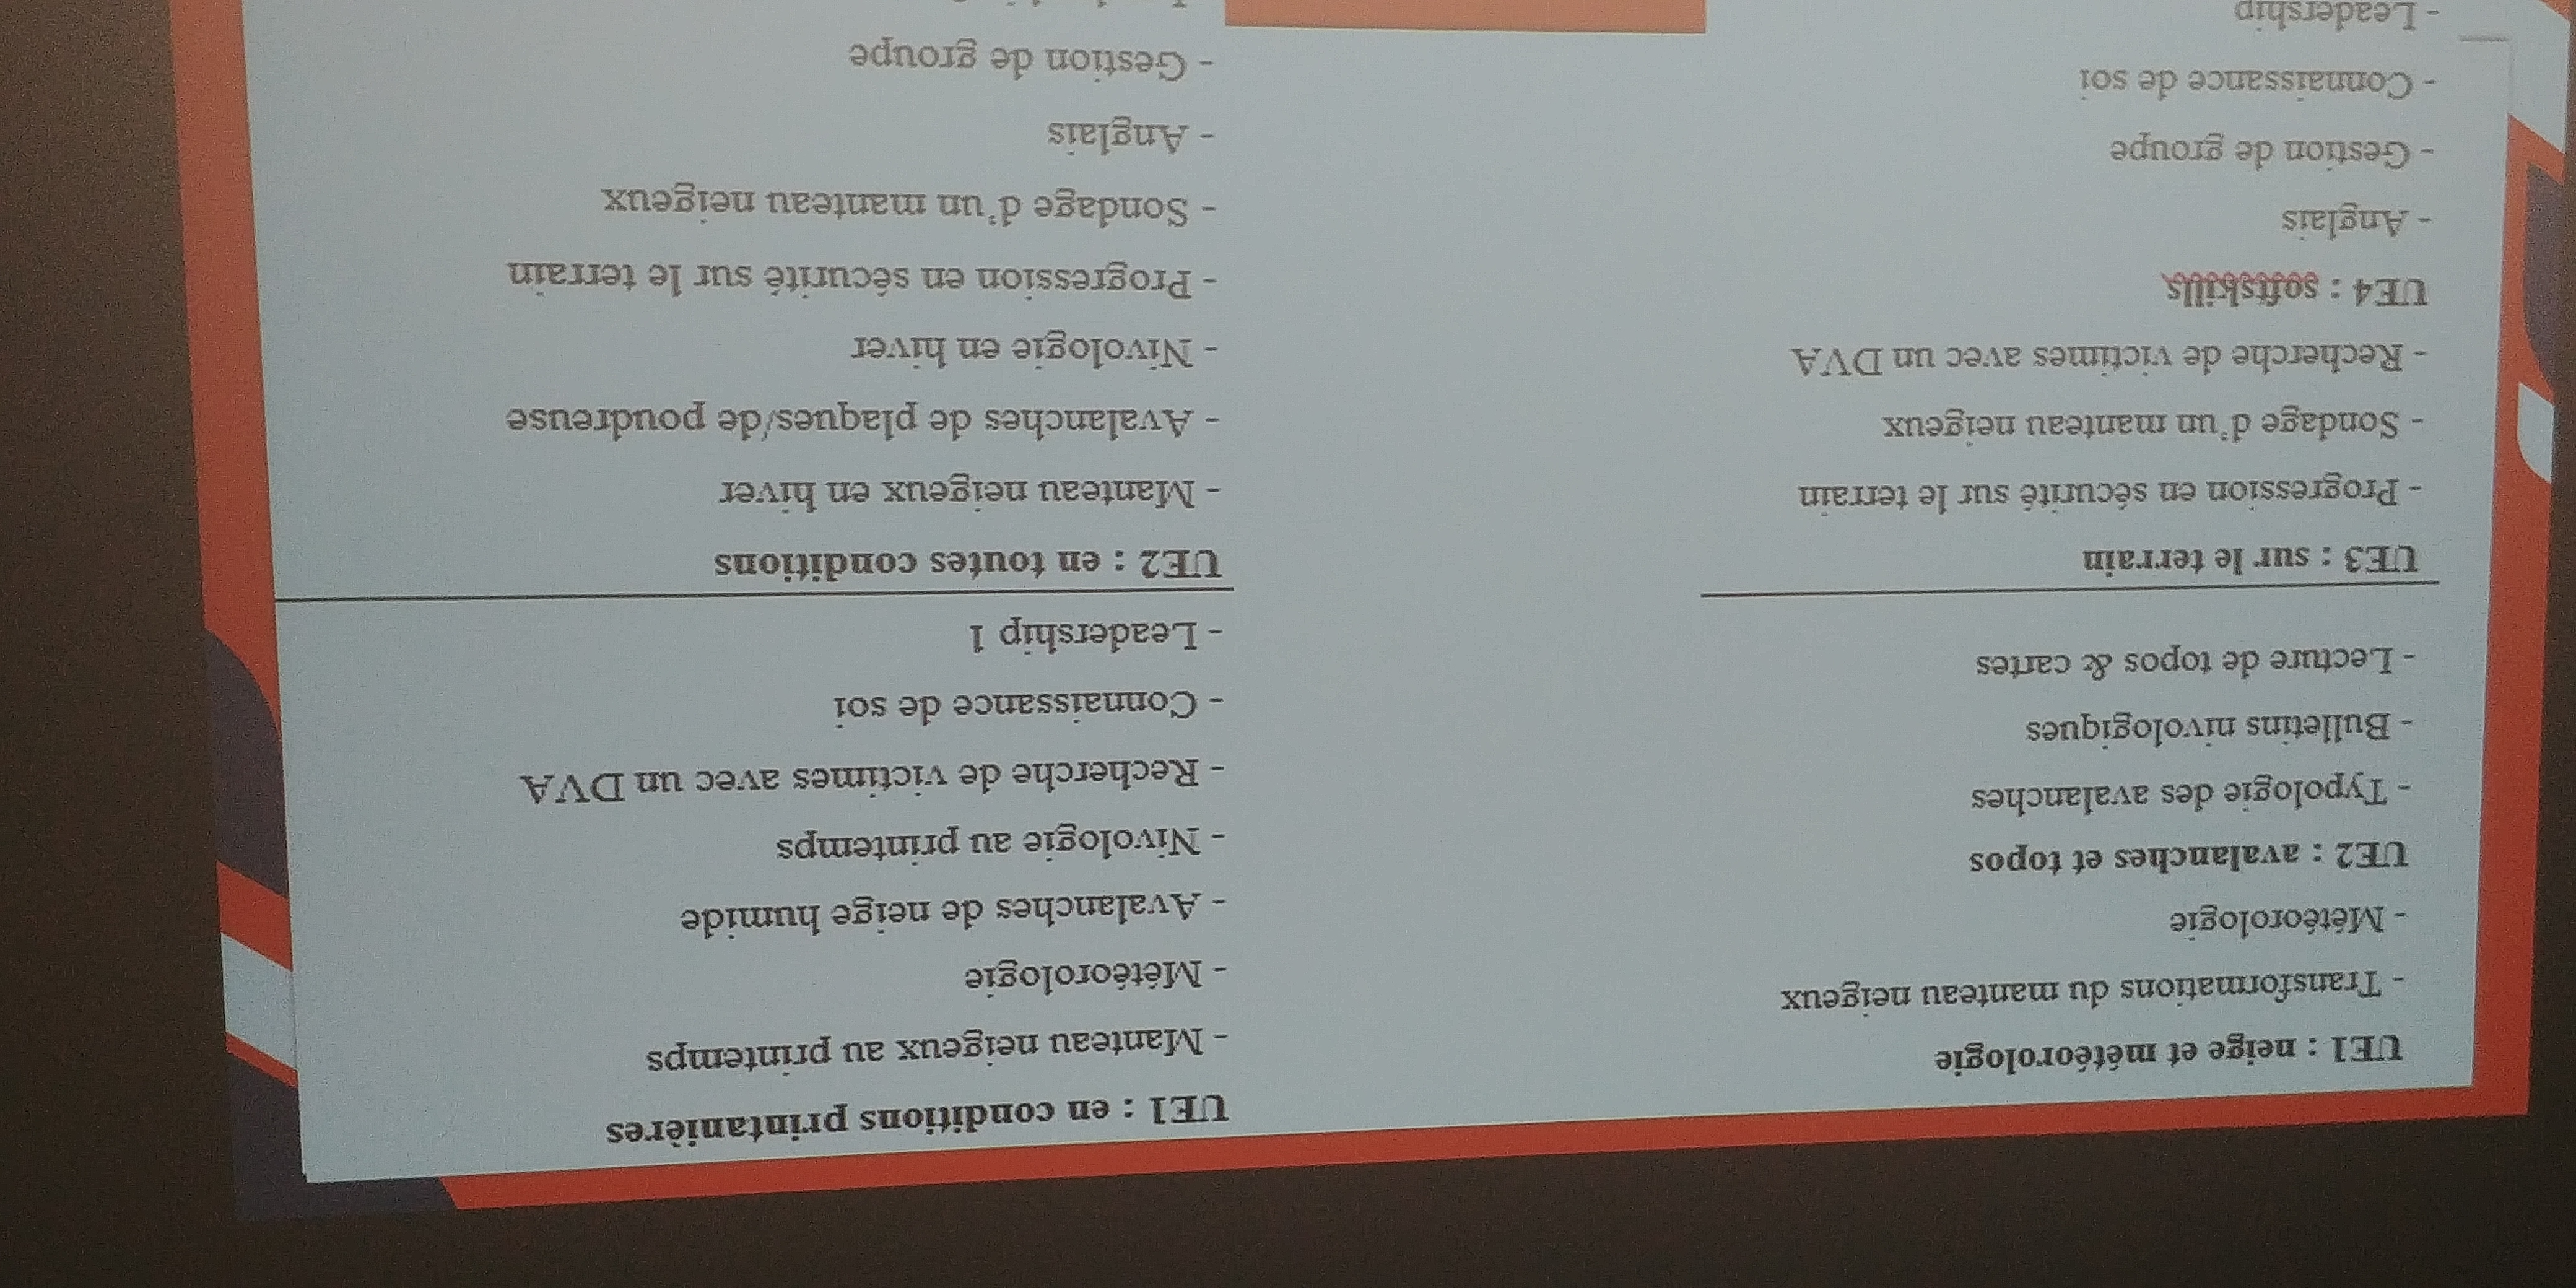 UE1 : neige et météorologie
- Transformations du manteau neigeux
- Météorologie
UE2 : avalanches et topos
- Typologie des avalanches
- Bulletins nivologiques
- Lecture de topos & cartes
UE3 : sur le terrain
- Progression en sécurité sur le terrain
- Sondage d'un manteau neigeux
- Recherche de victimes avec un DVA
UE4 : softskills
- Anglais
- Gestion de groupe
- Connaissance de soi
- Leadership
UE1 : en conditions printanières
- Manteau neigeux au printemps
- Météorologie
- Avalanches de neige humide
- Nivologie au printemps
- Recherche de victimes avec un DVA
- Connaissance de soi
- Leadership 1
UE2 : en toutes conditions
- Manteau neigeux en hiver
- Avalanches de plaques/de poudreuse
- Nivologie en hiver
- Progression en sécurité sur le terrain
- Sondage d'un manteau neigeux
- Anglais
- Gestion de groupe